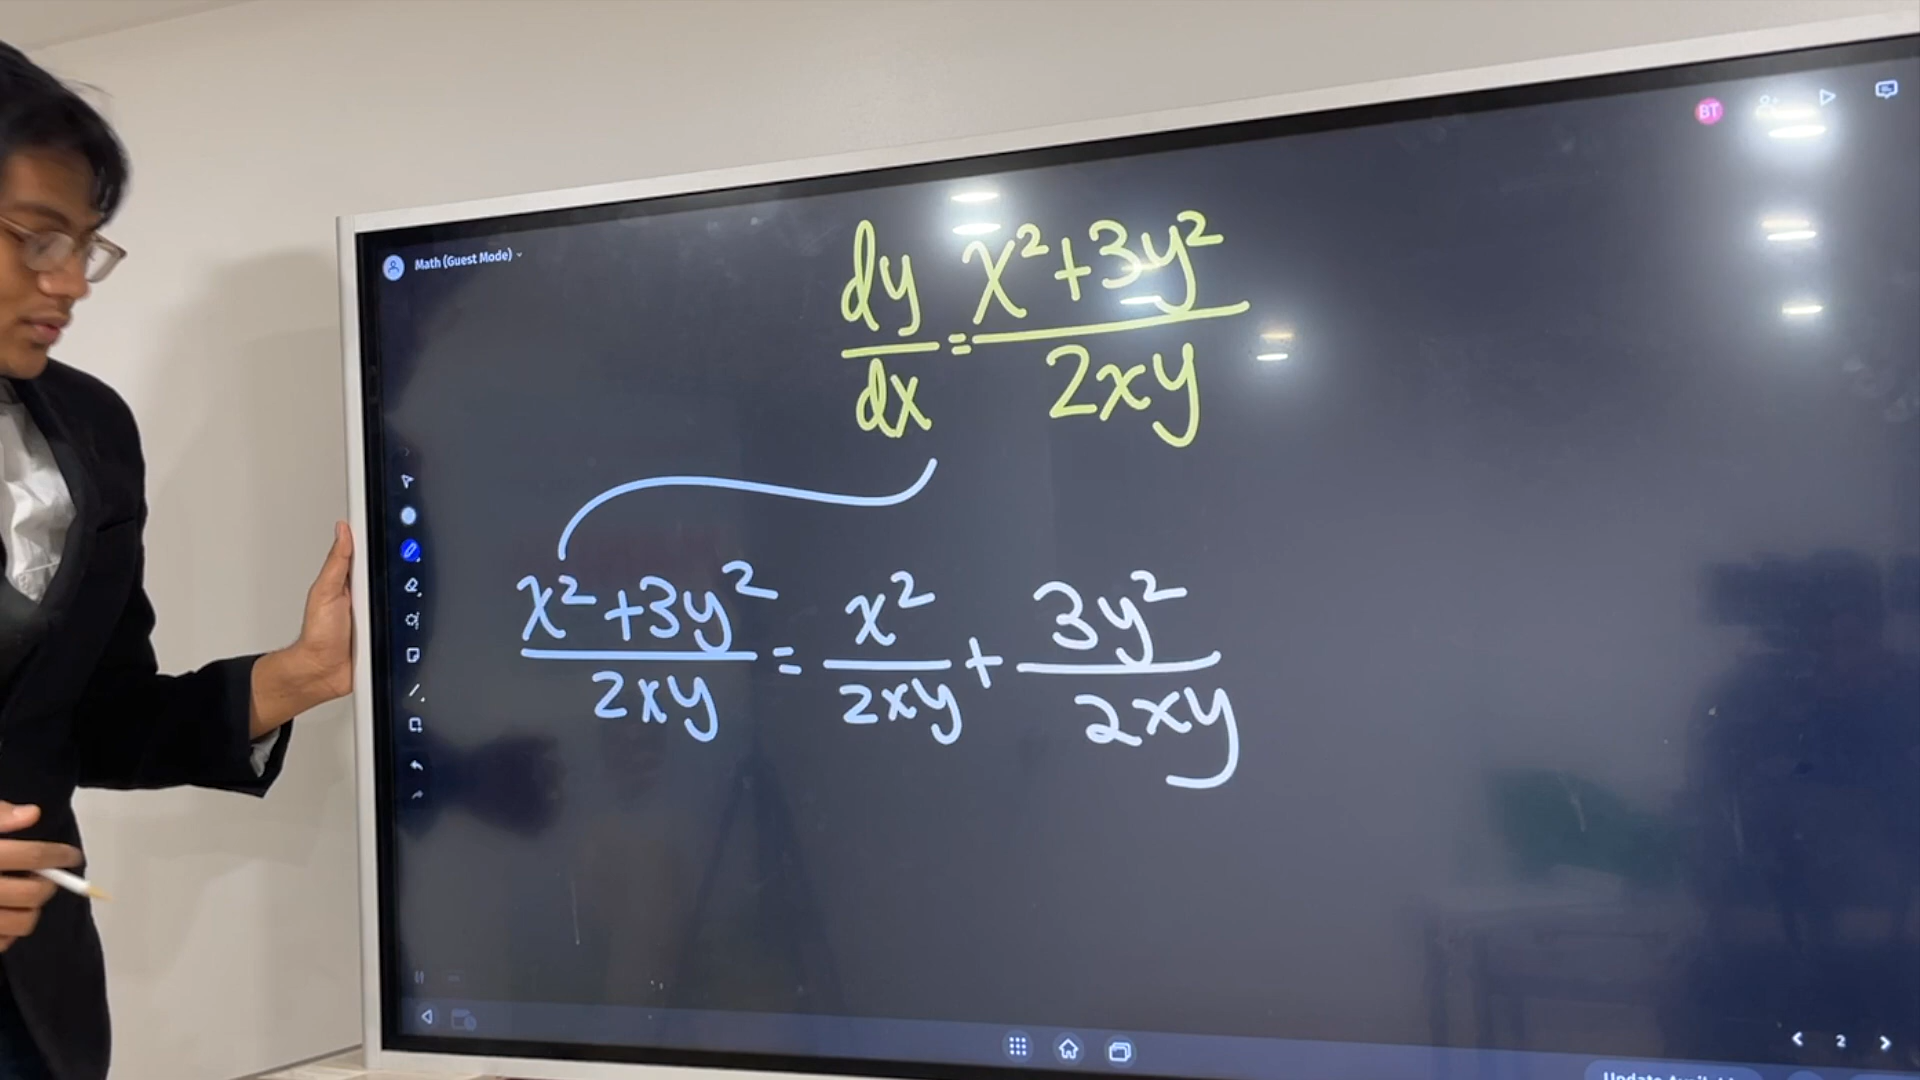 BT
Math (Guest Mode)
dy/dx = x²+3y²/2xy
x²+3y²/2xy = x²/2xy + 3y²/2xy
2